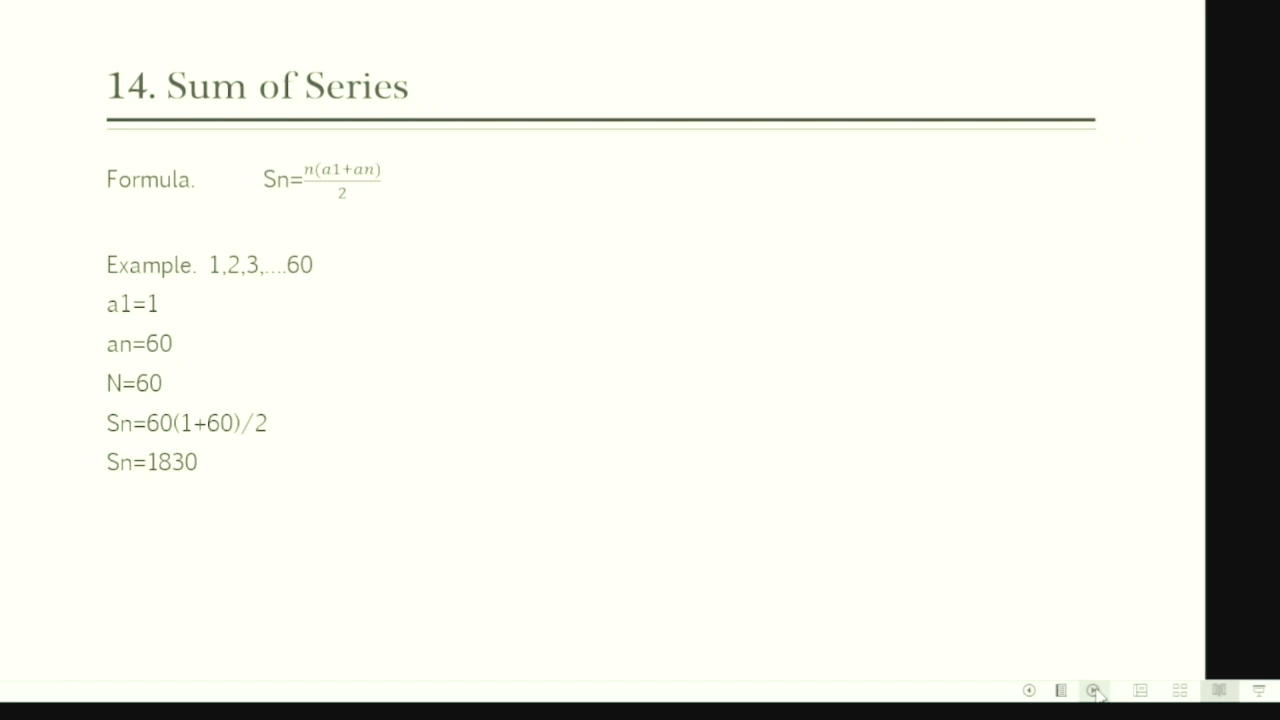 14. Sum of Series
Formula. Sn=n(a1+an)/2
Example. 1,2,3,....60
a1=1
an=60
N=60
Sn=60(1+60)/2
Sn=1830